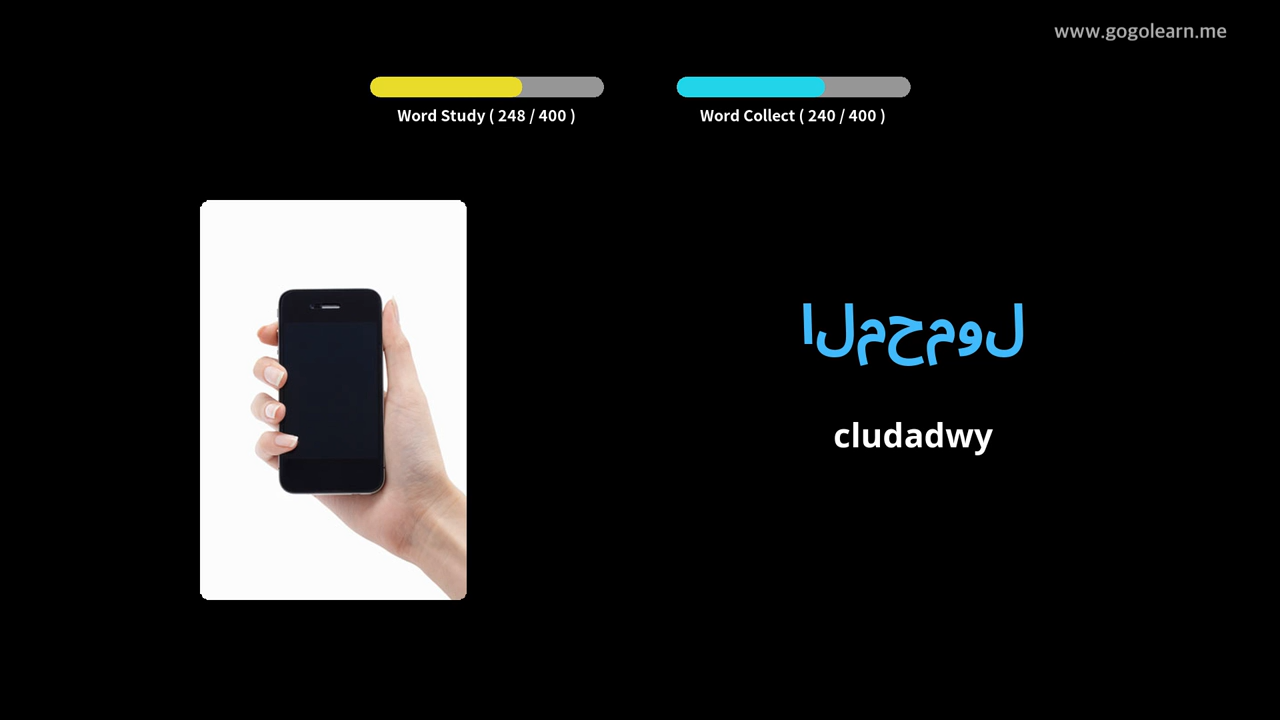 www.gogolearn.me
Word Study ( 248 / 400 )
Word Collect ( 240 / 400 )
المحمول
cludadwy